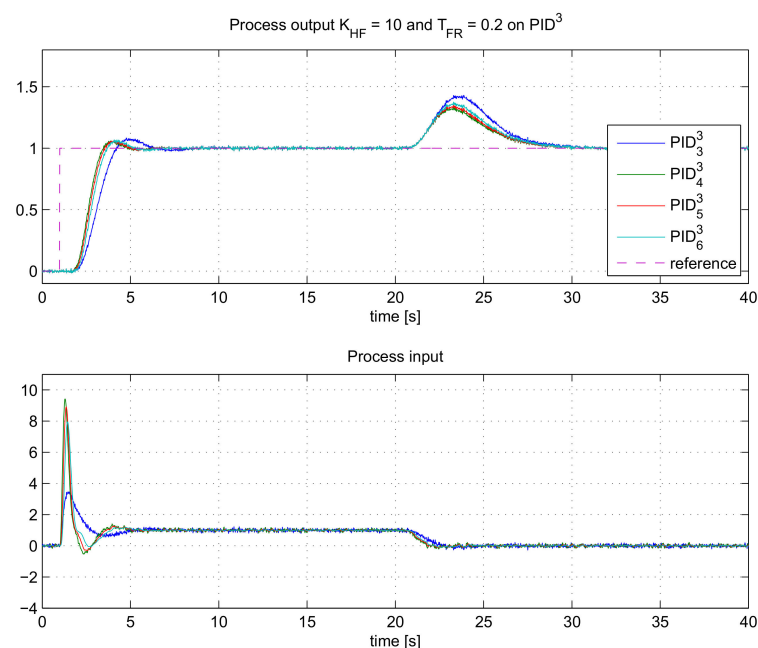 Process output K_HF = 10 and T_FR = 0.2 on PID^3
1.5
1
0.5
0
PID^3_3
PID^3_4
PID^3_5
PID^3_6
reference
0 5 10 15 20 25 30 35 40
time [s]
Process input
10
8
6
4
2
0
−2
−4
0 5 10 15 20 25 30 35 40
time [s]